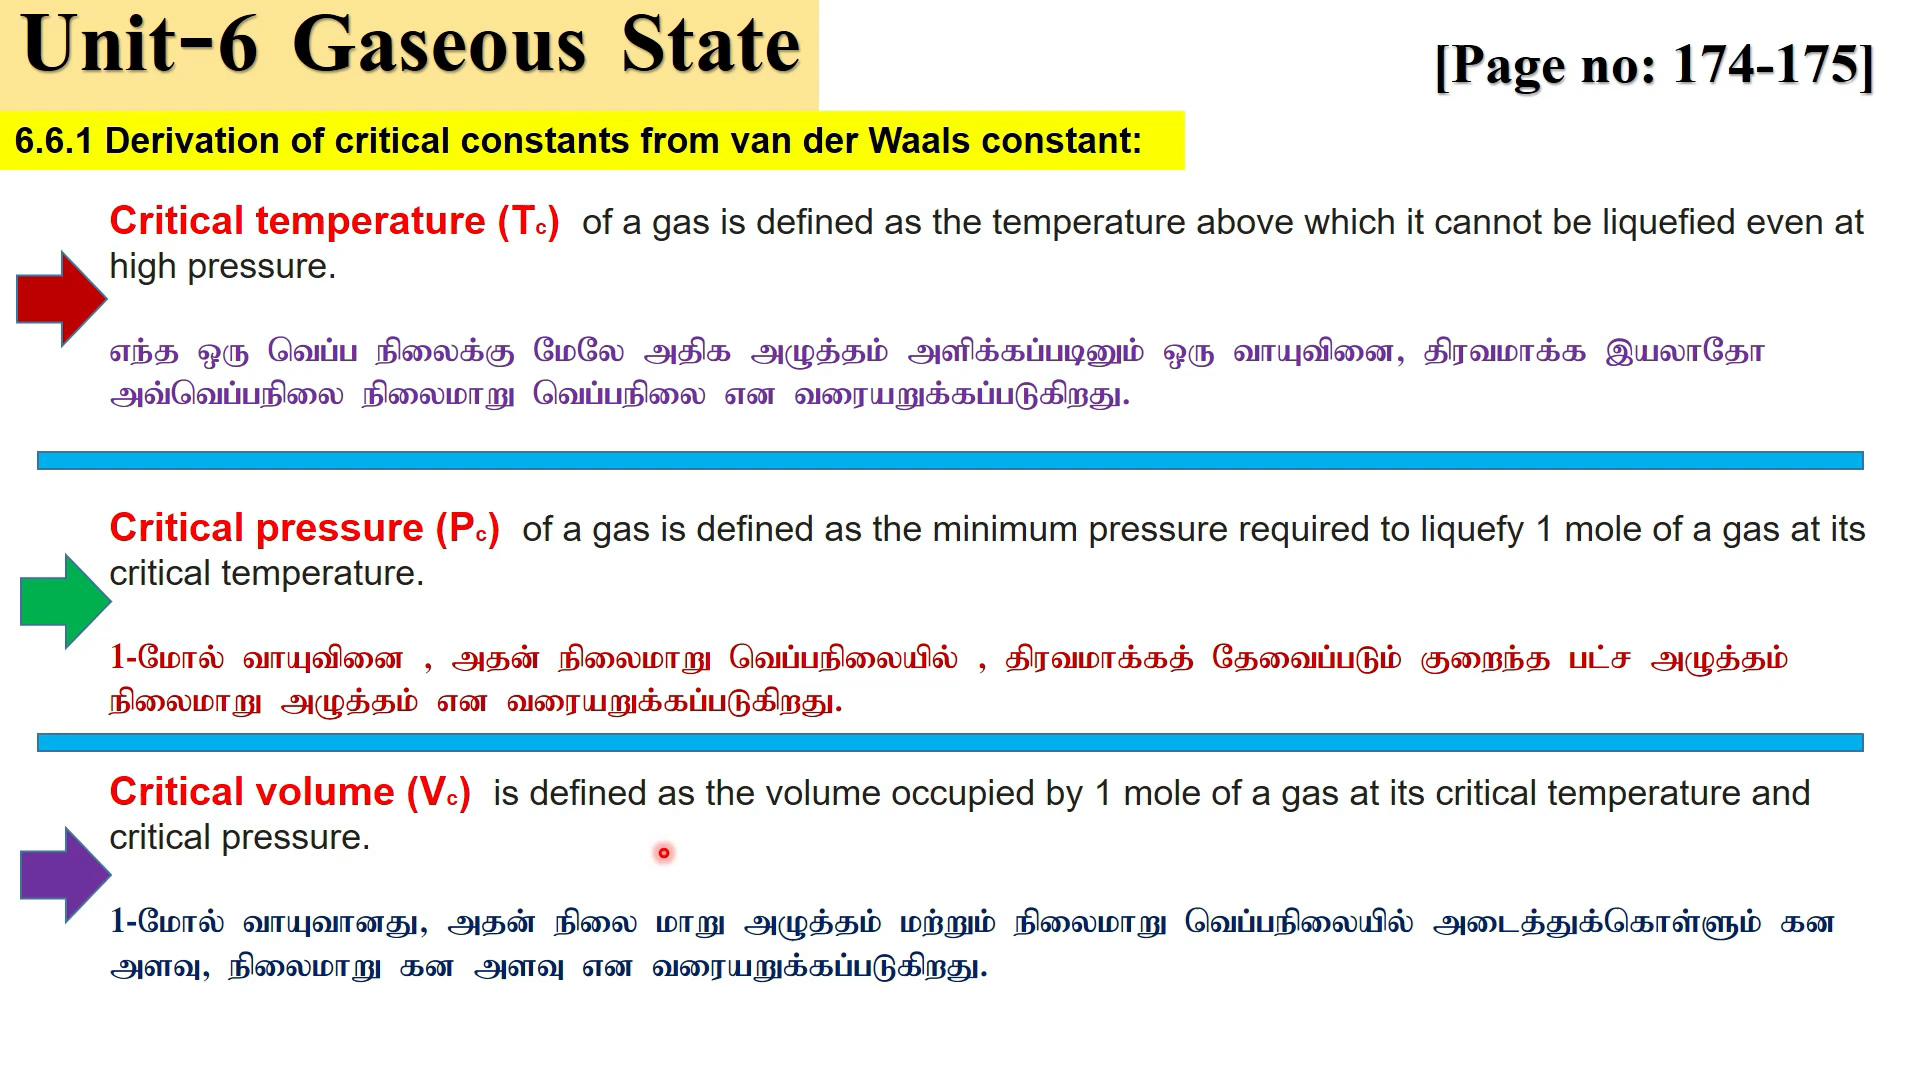 Unit-6 Gaseous State
[Page no: 174-175]
6.6.1 Derivation of critical constants from van der Waals constant:
Critical temperature (Tc) of a gas is defined as the temperature above which it cannot be liquefied even at
high pressure.
எந்த ஒரு வெப்ப நிலைக்கு மேலே அதிக அழுத்தம் அளிக்கப்படினும் ஒரு வாயுவினை, திரவமாக்க இயலாதோ
அவ்வெப்பநிலை நிலைமாறு வெப்பநிலை என வரையறுக்கப்படுகிறது.
Critical pressure (Pc) of a gas is defined as the minimum pressure required to liquefy 1 mole of a gas at its
critical temperature.
1-மோல் வாயுவினை , அதன் நிலைமாறு வெப்பநிலையில் , திரவமாக்கத் தேவைப்படும் குறைந்த பட்ச அழுத்தம்
நிலைமாறு அழுத்தம் என வரையறுக்கப்படுகிறது.
Critical volume (Vc) is defined as the volume occupied by 1 mole of a gas at its critical temperature and
critical pressure.
1-மோல் வாயுவானது, அதன் நிலை மாறு அழுத்தம் மற்றும் நிலைமாறு வெப்பநிலையில் அடைத்துக்கொள்ளும் கன
அளவு, நிலைமாறு கன அளவு என வரையறுக்கப்படுகிறது.